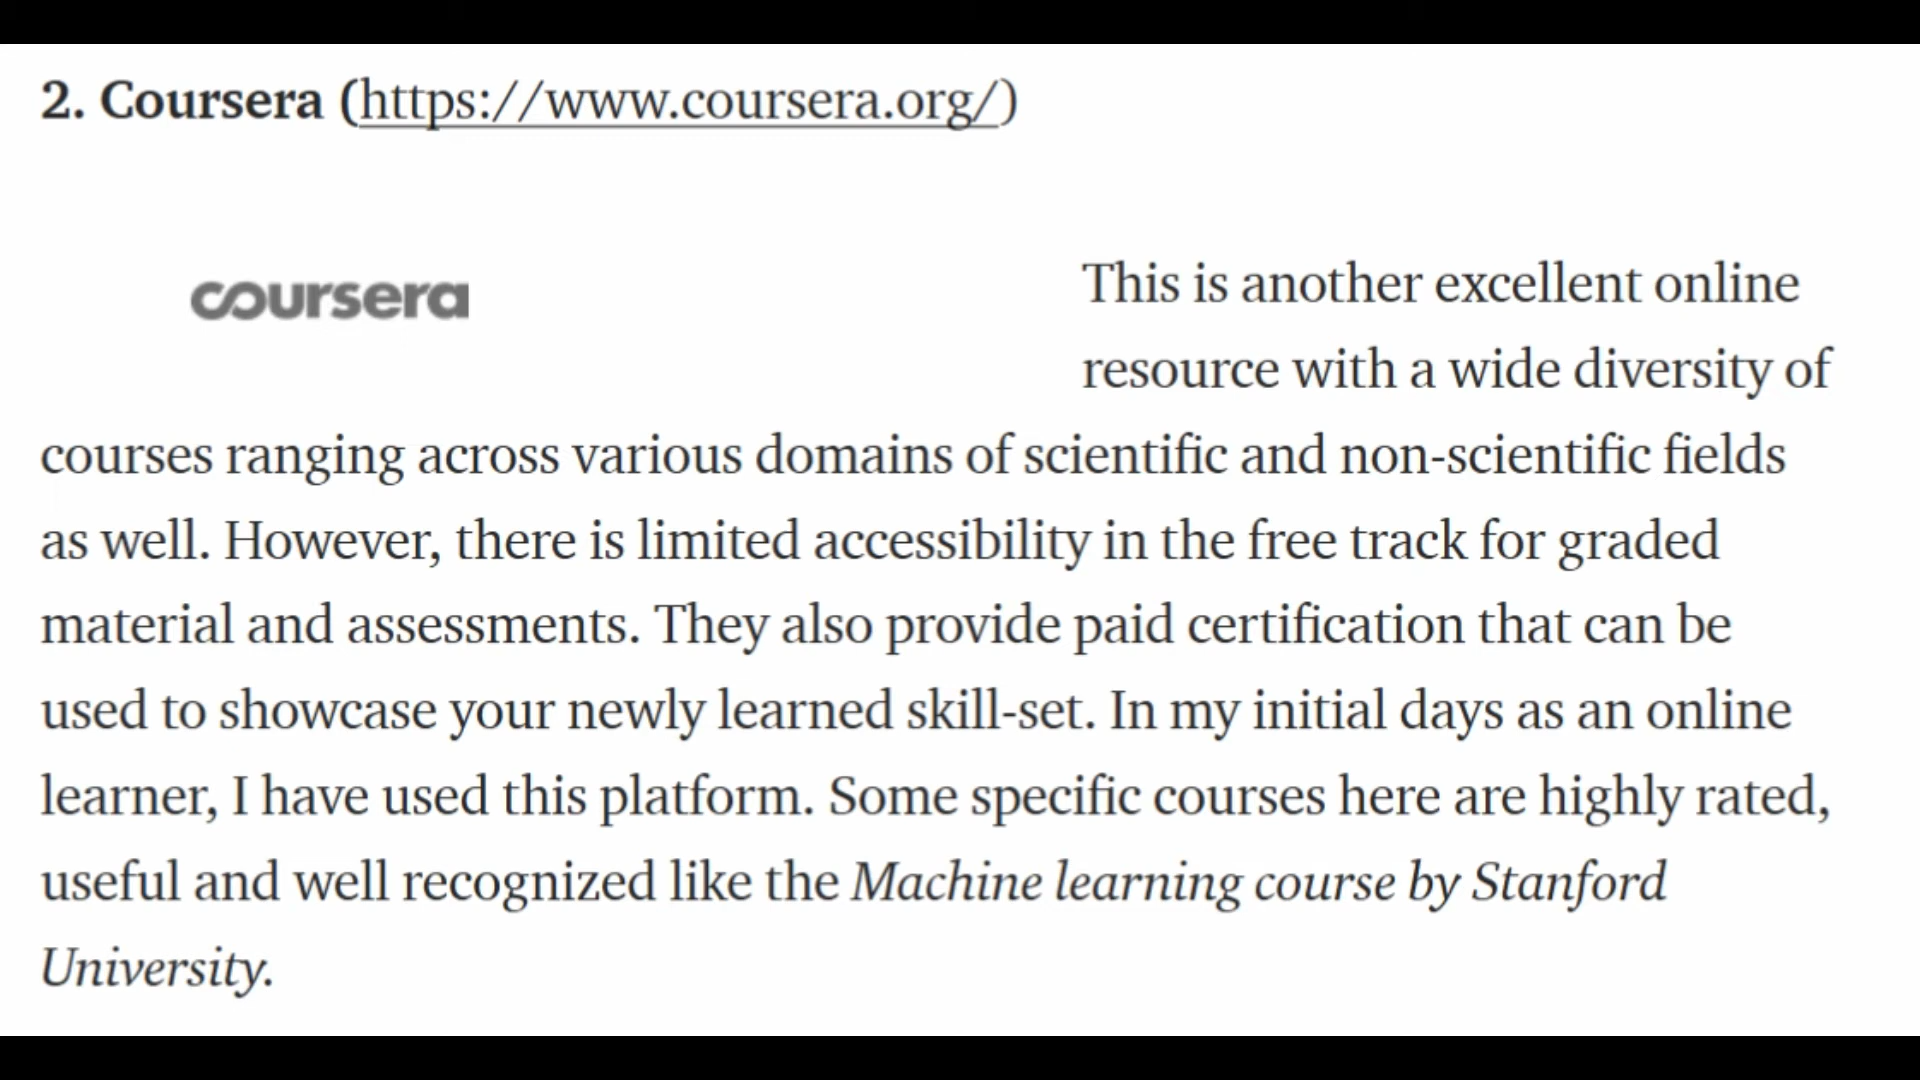 2. Coursera (https://www.coursera.org/)
coursera
This is another excellent online
resource with a wide diversity of
courses ranging across various domains of scientific and non-scientific fields
as well. However, there is limited accessibility in the free track for graded
material and assessments. They also provide paid certification that can be
used to showcase your newly learned skill-set. In my initial days as an online
learner, I have used this platform. Some specific courses here are highly rated,
useful and well recognized like the Machine learning course by Stanford
University.